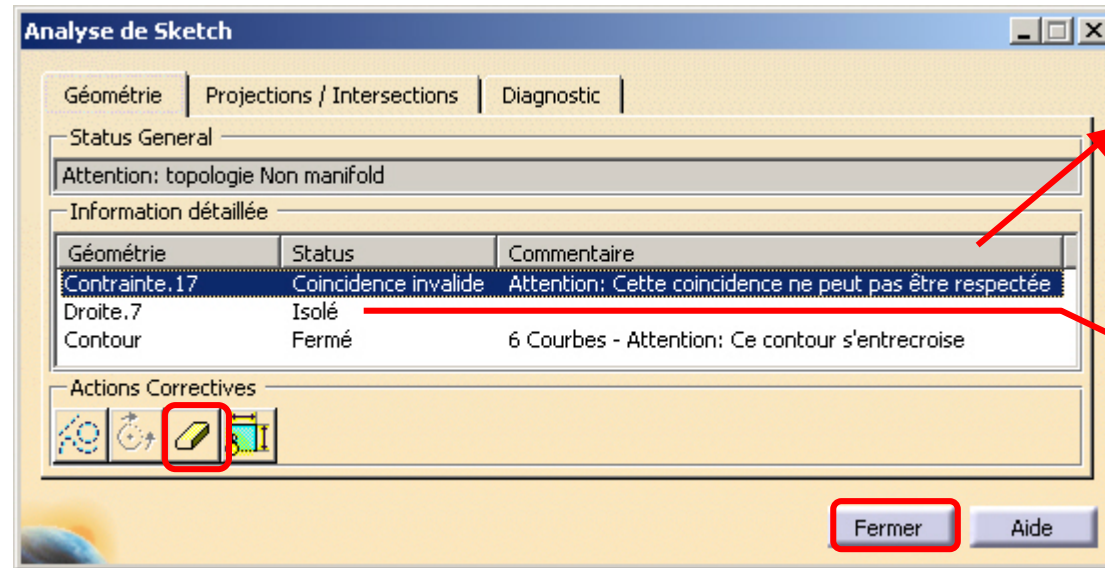 Analyse de Sketch
Géométrie Projections / Intersections Diagnostic
Status General
Attention: topologie Non manifold
Information détaillée
Géométrie Status Commentaire
Contrainte.17 Coincidence invalide Attention: Cette coincidence ne peut pas être respectée
Droite.7 Isolé
Contour Fermé 6 Courbes - Attention: Ce contour s'entrecroise
Actions Correctives
Fermer Aide